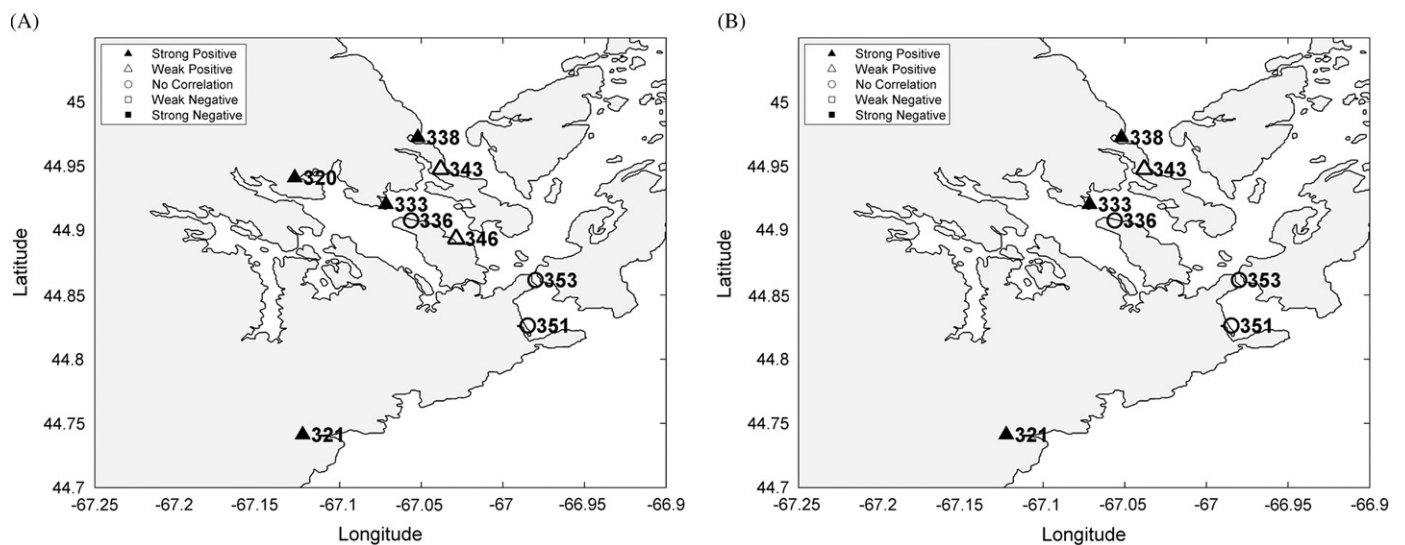 (A)
Strong Positive
Weak Positive
No Correlation
Weak Negative
Strong Negative
45
44.95
44.9
44.85
44.8
44.75
44.7
Latitude
338
343
320
333
336
346
353
351
321
-67.25
-67.2
-67.15
-67.1
-67.05
-67
-66.95
-66.9
Longitude
(B)
Strong Positive
Weak Positive
No Correlation
Weak Negative
Strong Negative
45
44.95
44.9
44.85
44.8
44.75
44.7
Latitude
338
343
333
336
353
351
321
-67.25
-67.2
-67.15
-67.1
-67.05
-67
-66.95
-66.9
Longitude